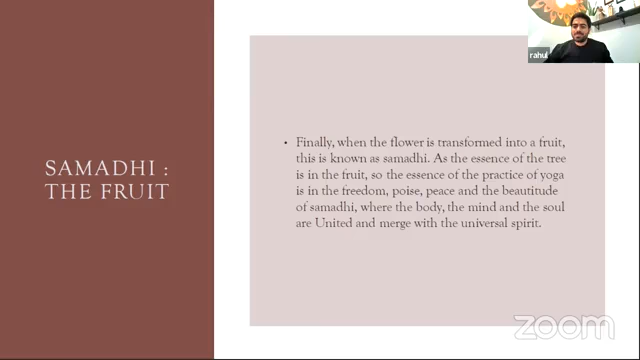 rahul
SAMADHI :
THE FRUIT
• Finally, when the flower is transformed into a fruit,
this is known as samadhi. As the essence of the tree
is in the fruit, so the essence of the practice of yoga
is in the freedom, poise, peace and the beautitude
of samadhi, where the body, the mind and the soul
are United and merge with the universal spirit.
zoom